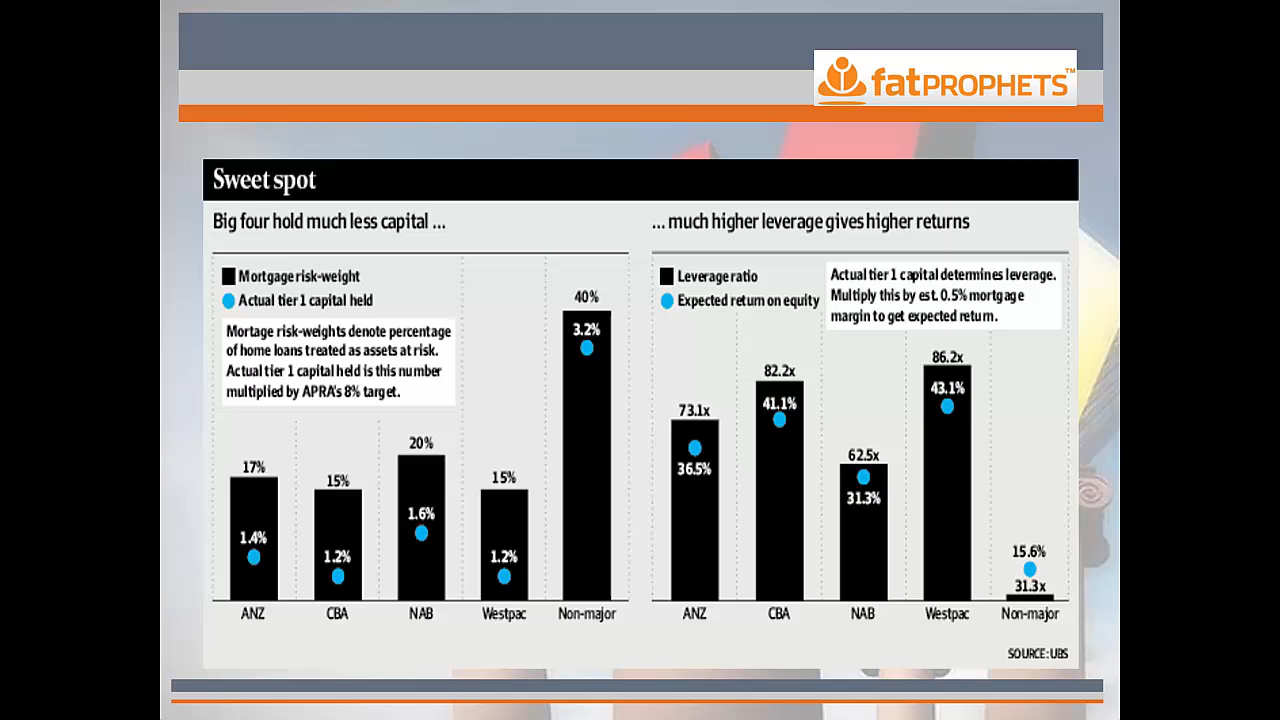 fatPROPHETS™
Sweet spot
Big four hold much less capital ...
Mortgage risk-weight
Actual tier 1 capital held
Mortage risk-weights denote percentage
of home loans treated as assets at risk.
Actual tier 1 capital held is this number
multiplied by APRA's 8% target.
17%
1.4%
15%
1.2%
20%
1.6%
15%
1.2%
40%
3.2%
ANZ
CBA
NAB
Westpac
Non-major
... much higher leverage gives higher returns
Leverage ratio
Expected return on equity
Actual tier 1 capital determines leverage.
Multiply this by est. 0.5% mortgage
margin to get expected return.
73.1x
36.5%
82.2x
41.1%
62.5x
31.3%
86.2x
43.1%
15.6%
31.3x
ANZ
CBA
NAB
Westpac
Non-major
SOURCE: UBS